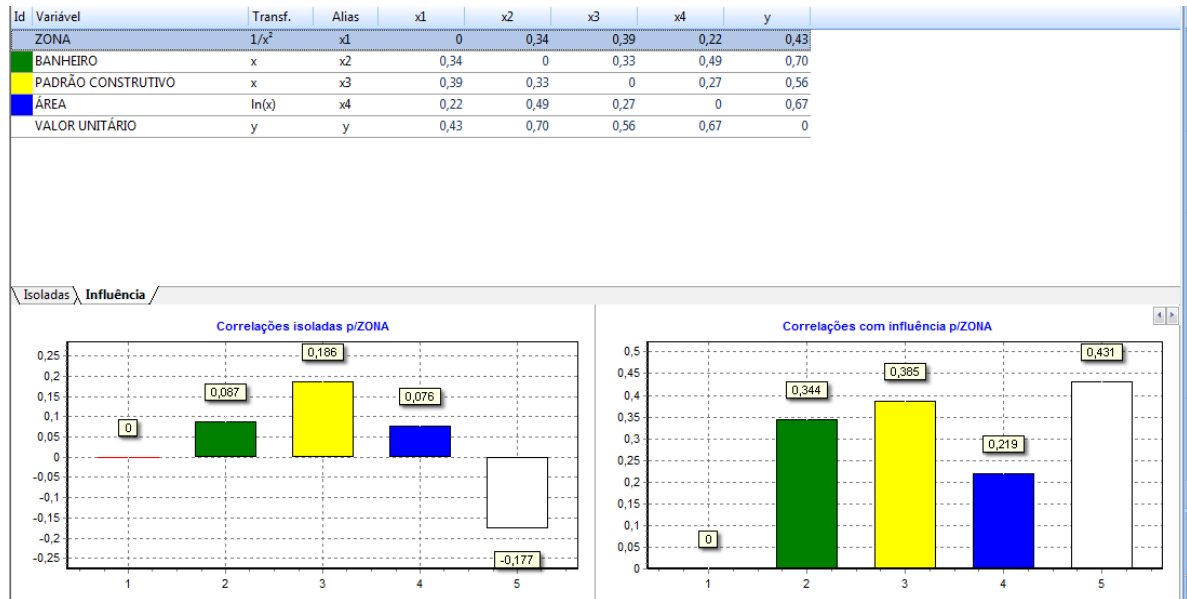 Id Variável Transf. Alias x1 x2 x3 x4 y
ZONA 1/x² x1 0 0,34 0,39 0,22 0,43
BANHEIRO x x2 0,34 0 0,33 0,49 0,70
PADRÃO CONSTRUTIVO x x3 0,39 0,33 0 0,27 0,56
ÁREA ln(x) x4 0,22 0,49 0,27 0 0,67
VALOR UNITÁRIO y y 0,43 0,70 0,56 0,67 0
Isoladas Influência
Correlações isoladas p/ZONA
0,25
0,2
0,15
0,1
0,05
0
-0,05
-0,1
-0,15
-0,2
-0,25
0
0,087
0,186
0,076
-0,177
1 2 3 4 5
Correlações com influência p/ZONA
0,5
0,45
0,4
0,35
0,3
0,25
0,2
0,15
0,1
0,05
0
0
0,344
0,385
0,219
0,431
1 2 3 4 5